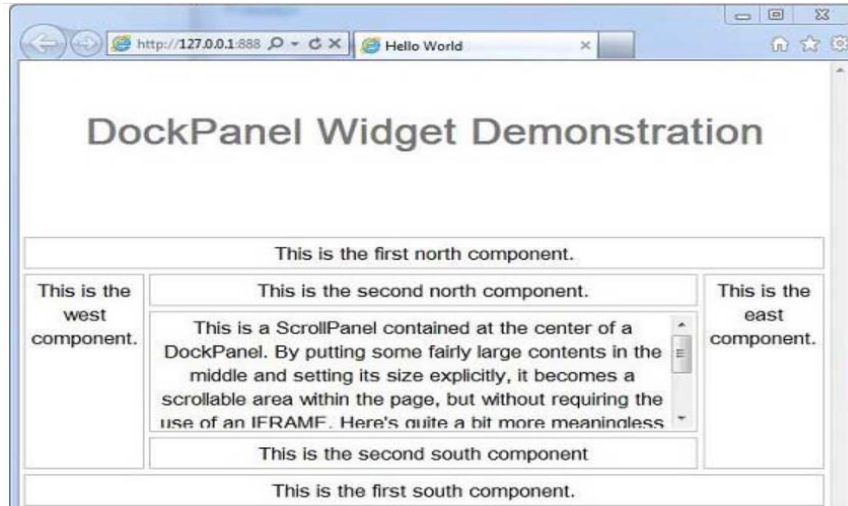 http://127.0.0.1:888
Hello World
DockPanel Widget Demonstration
This is the first north component.
This is the
west
component.
This is the second north component.
This is the
east
component.
This is a ScrollPanel contained at the center of a
DockPanel. By putting some fairly large contents in the
middle and setting its size explicitly, it becomes a
scrollable area within the page, but without requiring the
use of an IFRAME. Here's quite a bit more meaningless
This is the second south component
This is the first south component.